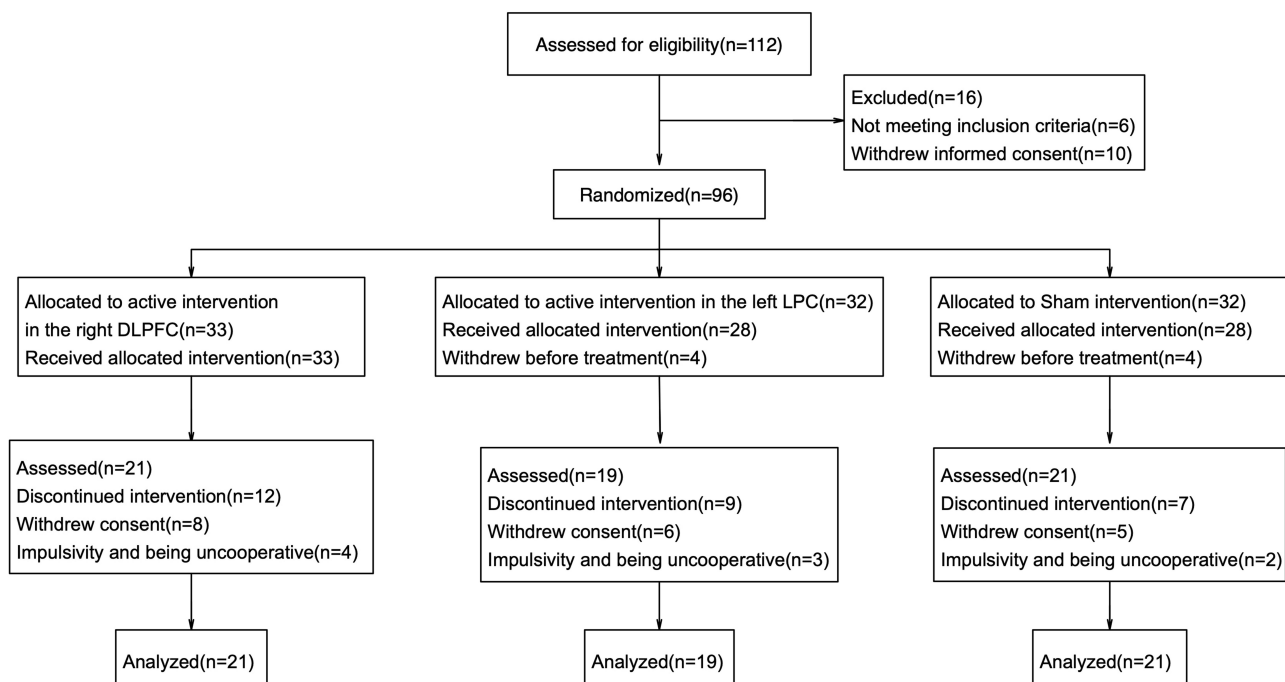 Assessed for eligibility(n=112)
Excluded(n=16)
Not meeting inclusion criteria(n=6)
Withdrew informed consent(n=10)
Randomized(n=96)
Allocated to active intervention
in the right DLPFC(n=33)
Received allocated intervention(n=33)
Allocated to active intervention in the left LPC(n=32)
Received allocated intervention(n=28)
Withdrew before treatment(n=4)
Allocated to Sham intervention(n=32)
Received allocated intervention(n=28)
Withdrew before treatment(n=4)
Assessed(n=21)
Discontinued intervention(n=12)
Withdrew consent(n=8)
Impulsivity and being uncooperative(n=4)
Assessed(n=19)
Discontinued intervention(n=9)
Withdrew consent(n=6)
Impulsivity and being uncooperative(n=3)
Assessed(n=21)
Discontinued intervention(n=7)
Withdrew consent(n=5)
Impulsivity and being uncooperative(n=2)
Analyzed(n=21)
Analyzed(n=19)
Analyzed(n=21)